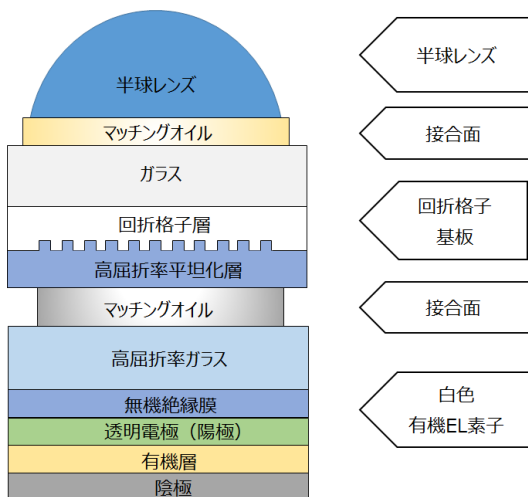 半球レンズ
マッチングオイル
ガラス
回折格子層
高屈折率平坦化層
マッチングオイル
高屈折率ガラス
無機絶縁膜
透明電極（陽極）
有機層
陰極
半球レンズ
接合面
回折格子
基板
接合面
白色
有機EL素子